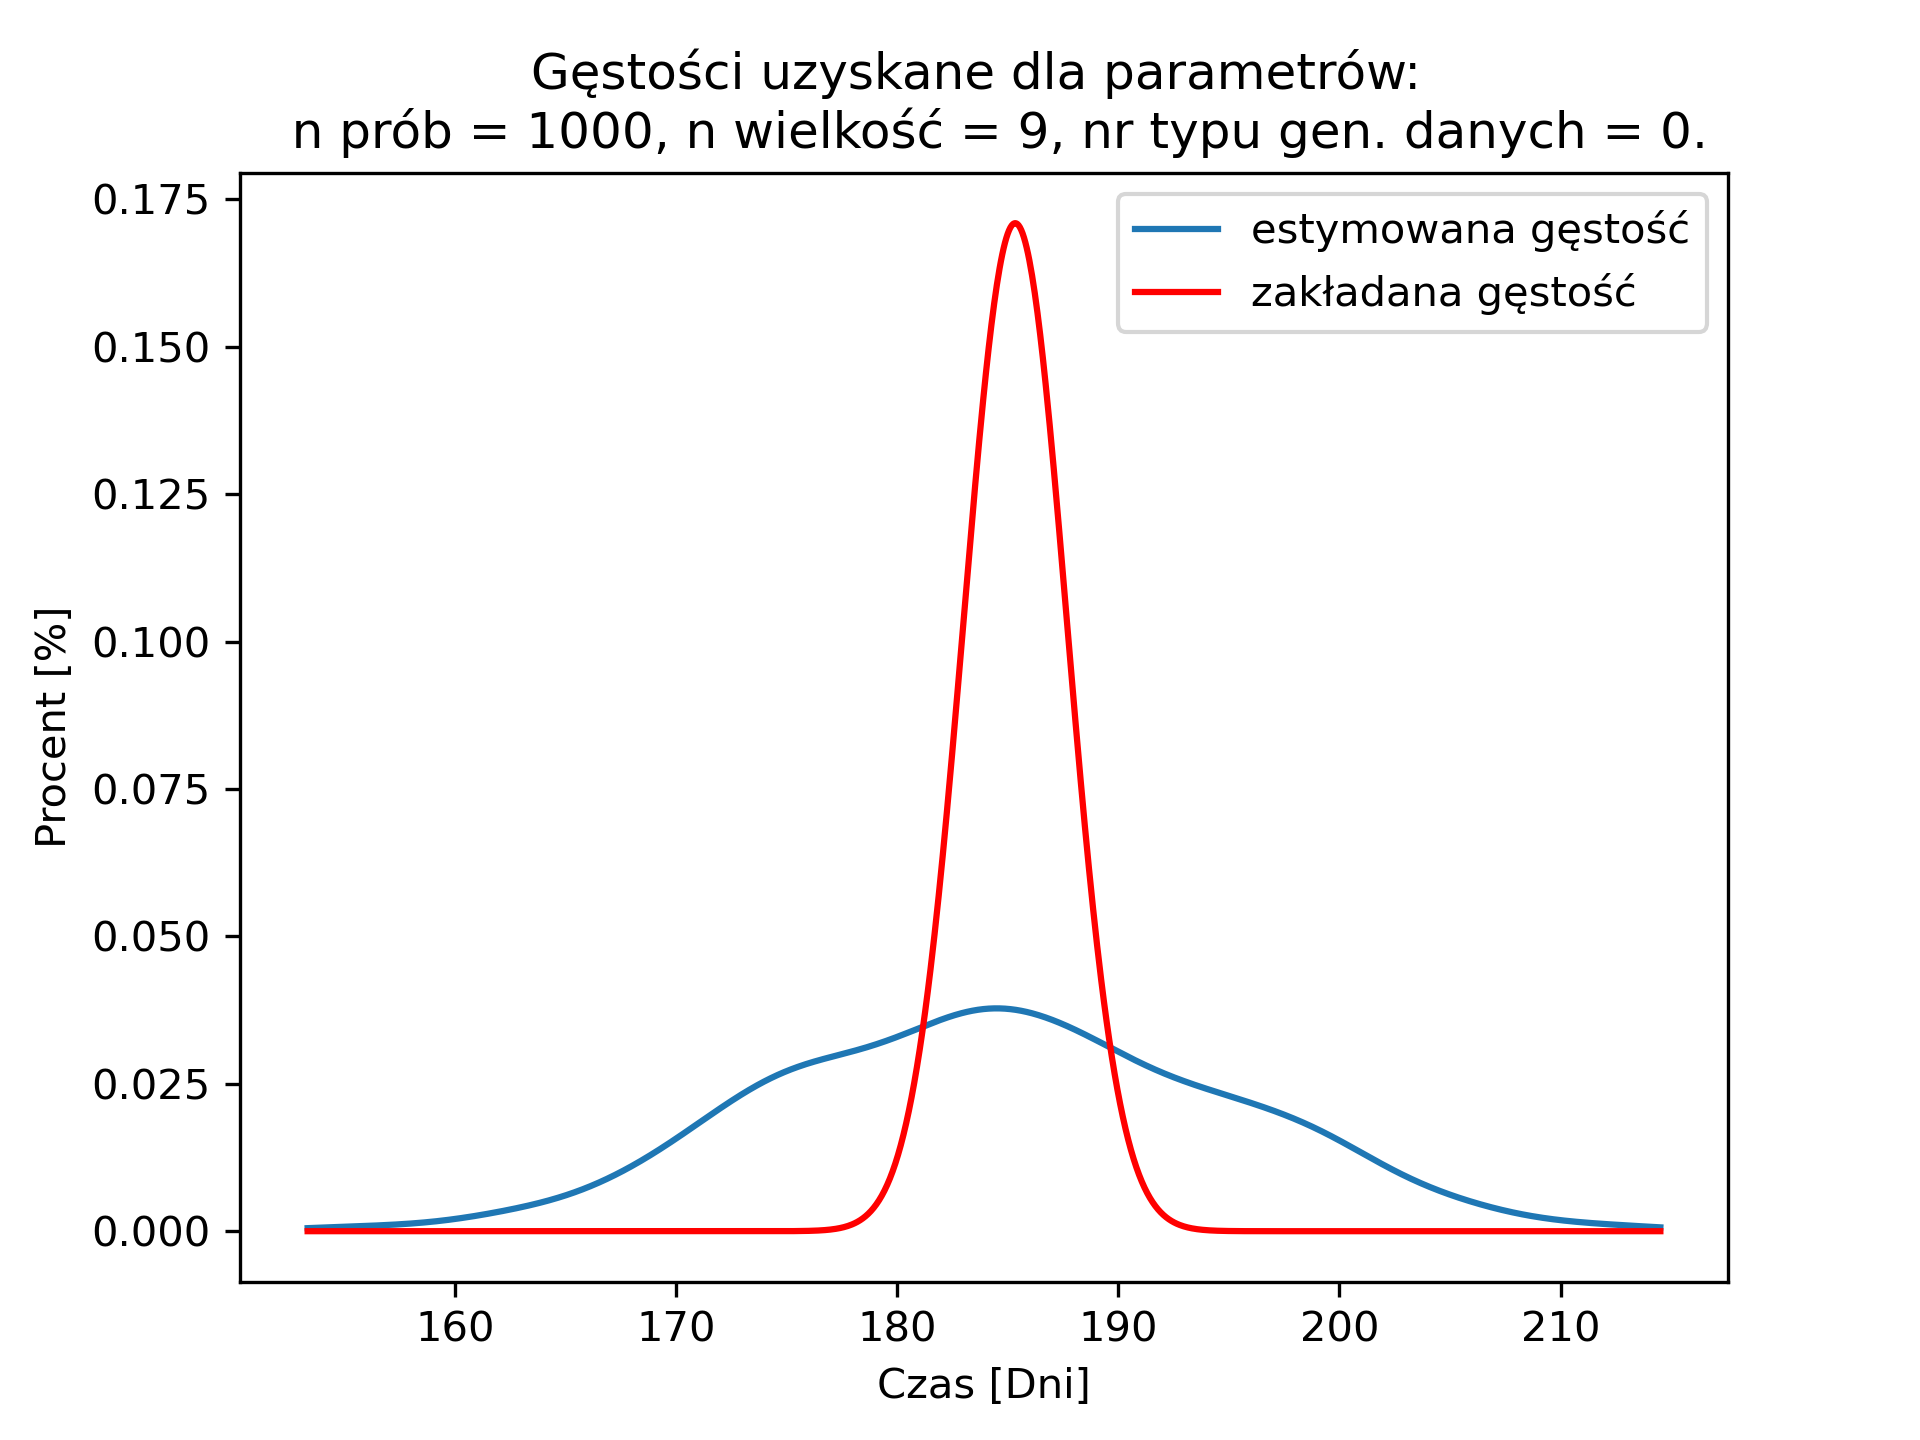 Gęstości uzyskane dla parametrów:
n prób = 1000, n wielkość = 9, nr typu gen. danych = 0.
estymowana gęstość
zakładana gęstość
0.175
0.150
0.125
0.100
0.075
0.050
0.025
0.000
Procent [%]
160 170 180 190 200 210
Czas [Dni]